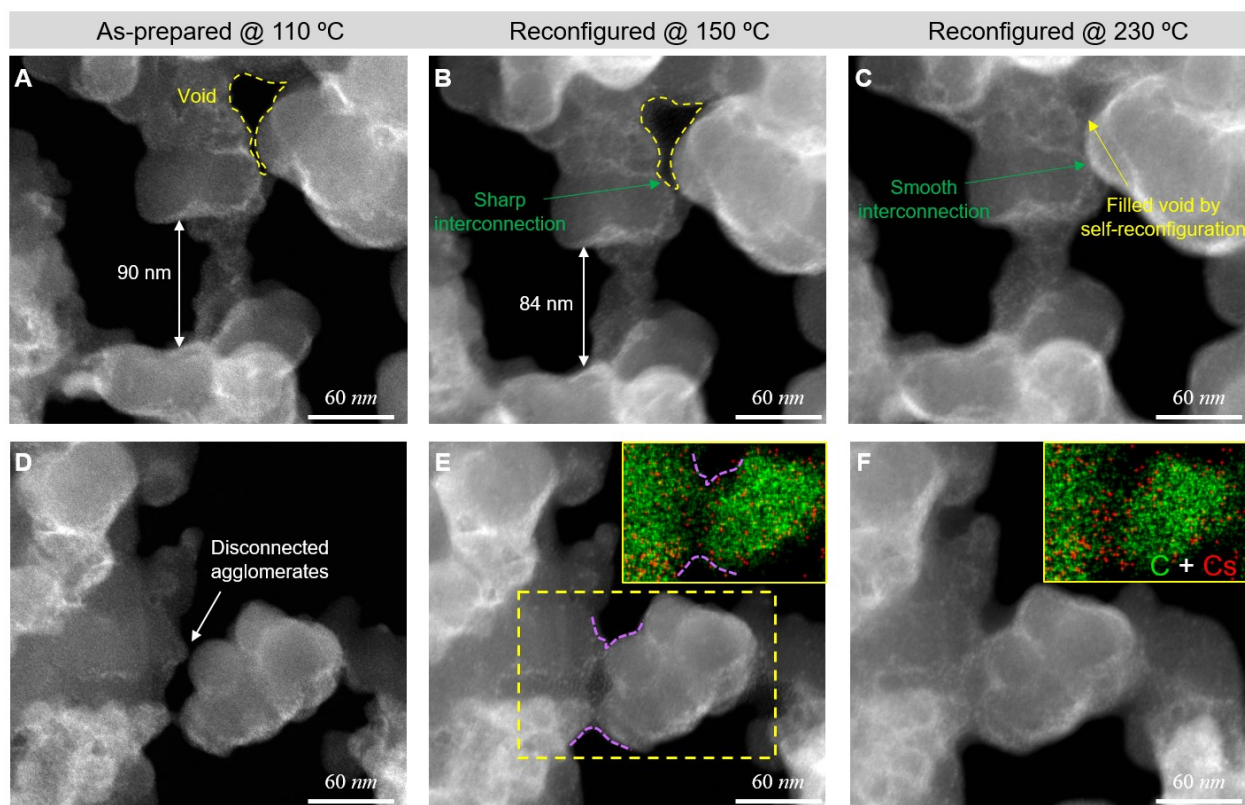 As-prepared @ 110 ºC
Reconfigured @ 150 ºC
Reconfigured @ 230 ºC
A
Void
90 nm
60 nm
B
Sharp
interconnection
84 nm
60 nm
C
Smooth
interconnection
Filled void by
self-reconfiguration
60 nm
D
Disconnected
agglomerates
60 nm
E
60 nm
F
C + Cs
60 nm